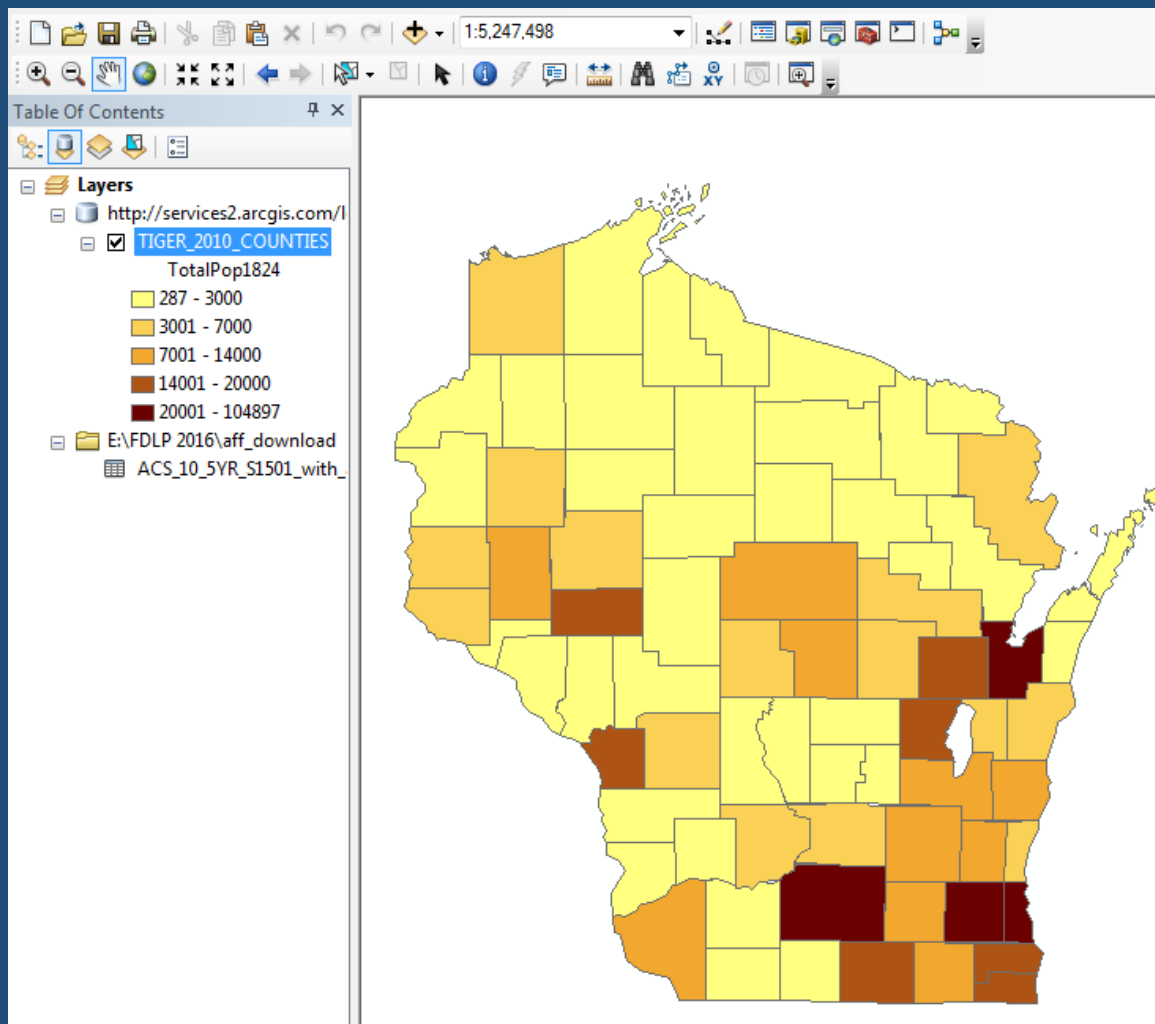 1:5,247,498
Table Of Contents
Layers
http://services2.arcgis.com/l
TIGER_2010_COUNTIES
TotalPop1824
287 - 3000
3001 - 7000
7001 - 14000
14001 - 20000
20001 - 104897
E:\FDLP 2016\aff_download
ACS_10_5YR_S1501_with_
XY